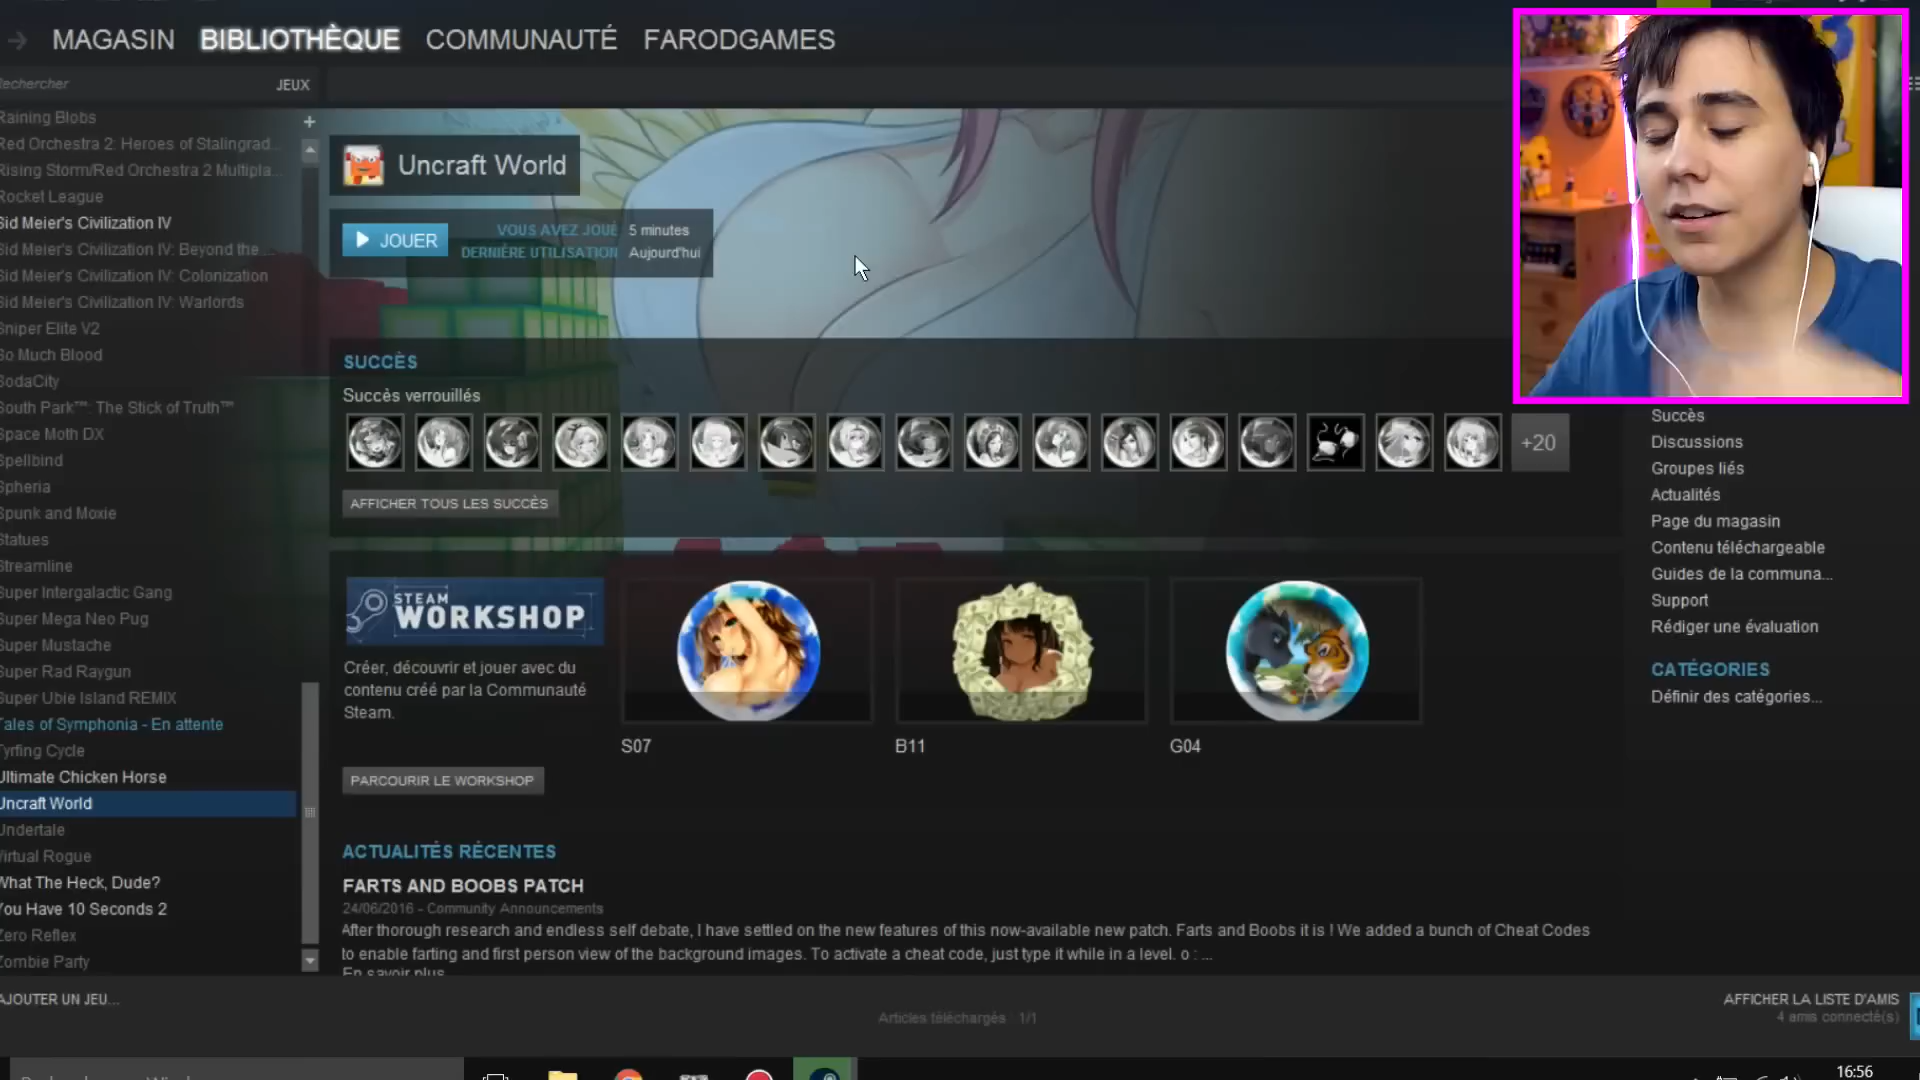 MAGASIN BIBLIOTHÈQUE COMMUNAUTÉ FARODGAMES
Rechercher JEUX
Raining Blobs
Red Orchestra 2: Heroes of Stalingrad...
Rising Storm/Red Orchestra 2 Multipla...
Rocket League
Sid Meier's Civilization IV
Sid Meier's Civilization IV: Beyond the ...
Sid Meier's Civilization IV: Colonization
Sid Meier's Civilization IV: Warlords
Sniper Elite V2
So Much Blood
SodaCity
South Park™: The Stick of Truth™
Space Moth DX
Spellbind
Spheria
Spunk and Moxie
Statues
Streamline
Super Intergalactic Gang
Super Mega Neo Pug
Super Mustache
Super Rad Raygun
Super Ubie Island REMIX
Tales of Symphonia - En attente
Tyrfing Cycle
Ultimate Chicken Horse
Uncraft World
Undertale
Virtual Rogue
What The Heck, Dude?
You Have 10 Seconds 2
Zero Reflex
Zombie Party
AJOUTER UN JEU...
Uncraft World
JOUER
VOUS AVEZ JOUÉ 5 minutes
DERNIÈRE UTILISATION Aujourd'hui
SUCCÈS
Succès verrouillés
+20
AFFICHER TOUS LES SUCCÈS
STEAM
WORKSHOP
Créer, découvrir et jouer avec du
contenu créé par la Communauté
Steam.
S07
B11
G04
PARCOURIR LE WORKSHOP
ACTUALITÉS RÉCENTES
FARTS AND BOOBS PATCH
24/06/2016 - Community Announcements
After thorough research and endless self debate, I have settled on the new features of this now-available new patch. Farts and Boobs it is ! We added a bunch of Cheat Codes
to enable farting and first person view of the background images. To activate a cheat code, just type it while in a level. o : ...
En savoir plus
Succès
Discussions
Groupes liés
Actualités
Page du magasin
Contenu téléchargeable
Guides de la communa...
Support
Rédiger une évaluation
CATÉGORIES
Définir des catégories...
Articles téléchargés : 1/1
AFFICHER LA LISTE D'AMIS
4 amis connecté(s)
16:56